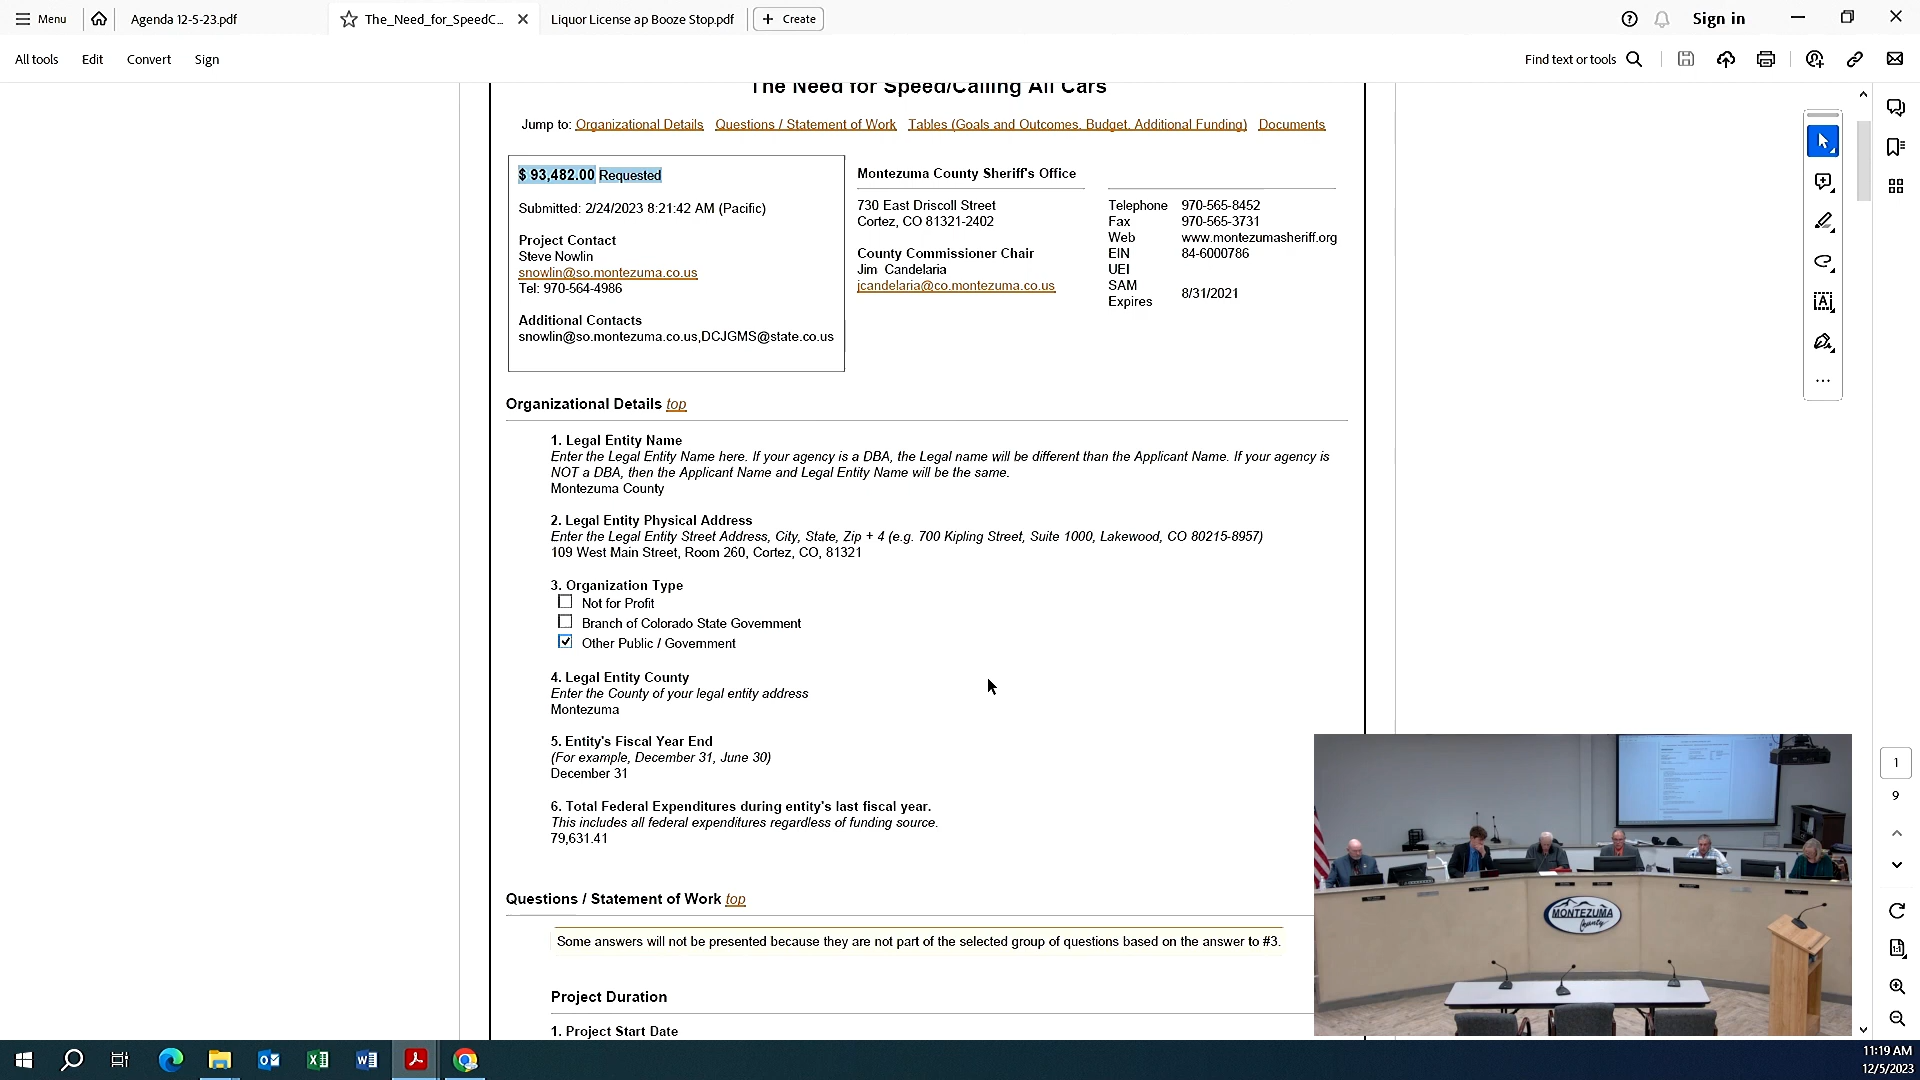 Menu
Agenda 12-5-23.pdf
The_Need_for_SpeedC...
Liquor License ap Booze Stop.pdf
Create
Sign in
All tools
Edit
Convert
Sign
Find text or tools
The Need for Speed/Calling All Cars
Jump to: Organizational Details Questions / Statement of Work Tables (Goals and Outcomes, Budget, Additional Funding) Documents
$ 93,482.00 Requested
Submitted: 2/24/2023 8:21:42 AM (Pacific)
Project Contact
Steve Nowlin
snowlin@so.montezuma.co.us
Tel: 970-564-4986
Additional Contacts
snowlin@so.montezuma.co.us,DCJGMS@state.co.us
Montezuma County Sheriff's Office
730 East Driscoll Street
Cortez, CO 81321-2402
County Commissioner Chair
Jim Candelaria
jcandelaria@co.montezuma.co.us
Telephone 970-565-8452
Fax 970-565-3731
Web www.montezumasheriff.org
EIN 84-6000786
UEI
SAM
Expires 8/31/2021
Organizational Details top
1. Legal Entity Name
Enter the Legal Entity Name here. If your agency is a DBA, the Legal name will be different than the Applicant Name. If your agency is
NOT a DBA, then the Applicant Name and Legal Entity Name will be the same.
Montezuma County
2. Legal Entity Physical Address
Enter the Legal Entity Street Address, City, State, Zip + 4 (e.g. 700 Kipling Street, Suite 1000, Lakewood, CO 80215-8957)
109 West Main Street, Room 260, Cortez, CO, 81321
3. Organization Type
Not for Profit
Branch of Colorado State Government
Other Public / Government
4. Legal Entity County
Enter the County of your legal entity address
Montezuma
5. Entity's Fiscal Year End
(For example, December 31, June 30)
December 31
6. Total Federal Expenditures during entity's last fiscal year.
This includes all federal expenditures regardless of funding source.
79,631.41
Questions / Statement of Work top
Some answers will not be presented because they are not part of the selected group of questions based on the answer to #3.
Project Duration
1. Project Start Date
MONTEZUMA
County
1
9
11:19 AM
12/5/2023